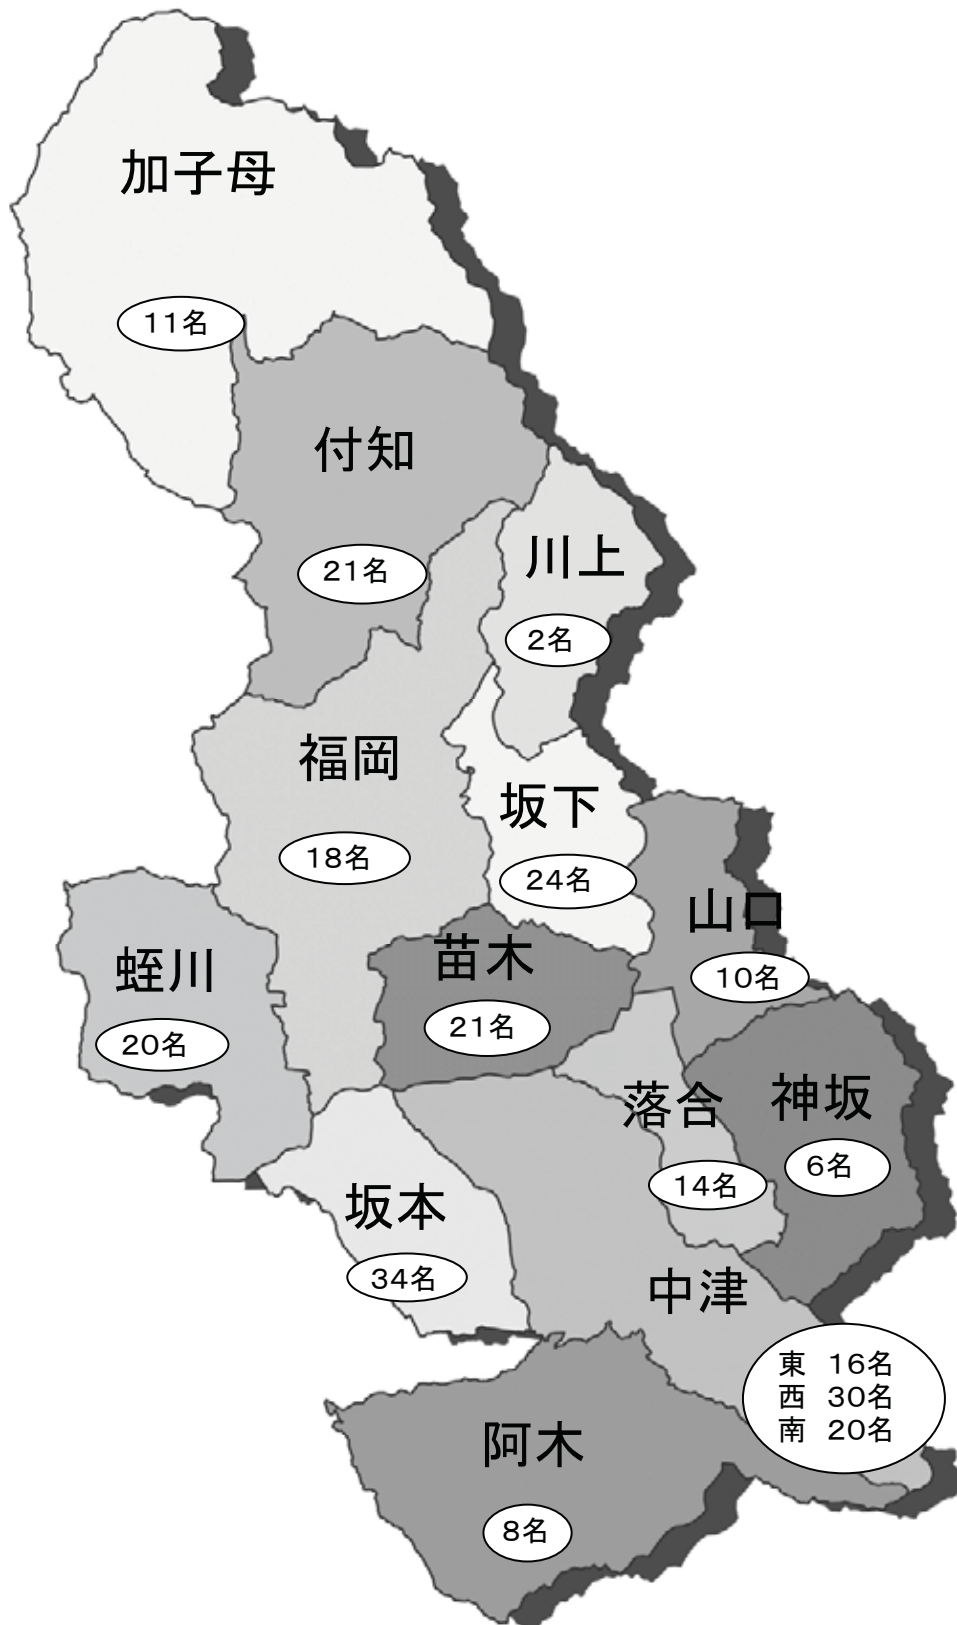 加子母
11名
付知
21名
川上
2名
福岡
18名
坂下
24名
山口
10名
蛭川
20名
苗木
21名
落合
14名
神坂
6名
坂本
34名
中津
東 16名
西 30名
南 20名
阿木
8名